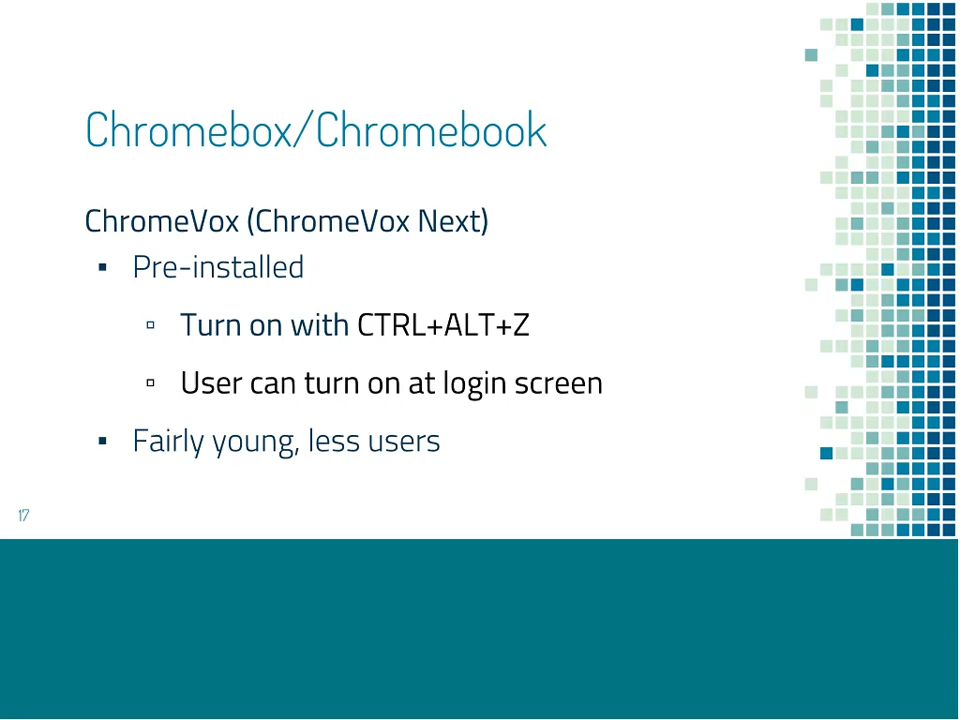 Chromebox/Chromebook
ChromeVox (ChromeVox Next)
▪ Pre-installed
▫ Turn on with CTRL+ALT+Z
▫ User can turn on at login screen
▪ Fairly young, less users
17